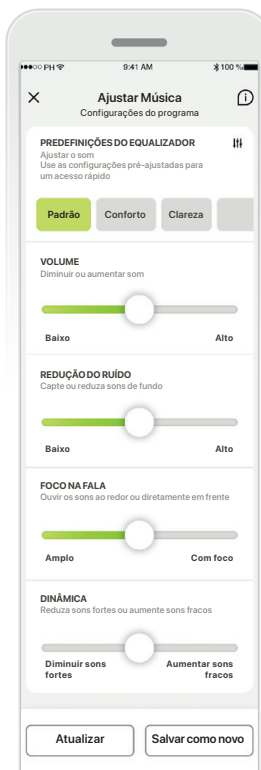 PH 9:41 AM 100 %
Ajustar Música
Configurações do programa
PREDEFINIÇÕES DO EQUALIZADOR
Ajustar o som
Use as configurações pré-ajustadas para
um acesso rápido
Padrão Conforto Clareza
VOLUME
Diminuir ou aumentar som
Baixo Alto
REDUÇÃO DO RUÍDO
Capte ou reduza sons de fundo
Baixo Alto
FOCO NA FALA
Ouvir os sons ao redor ou diretamente em frente
Amplo Com foco
DINÂMICA
Reduza sons fortes ou aumente sons fracos
Diminuir sons
fortes
Aumentar sons
fracos
Atualizar Salvar como novo